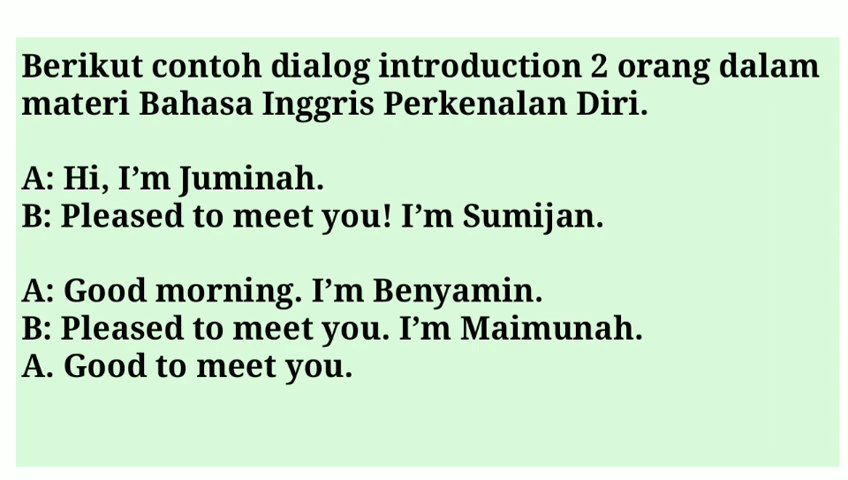 Berikut contoh dialog introduction 2 orang dalam
materi Bahasa Inggris Perkenalan Diri.
A: Hi, I’m Juminah.
B: Pleased to meet you! I’m Sumijan.
A: Good morning. I’m Benyamin.
B: Pleased to meet you. I’m Maimunah.
A. Good to meet you.